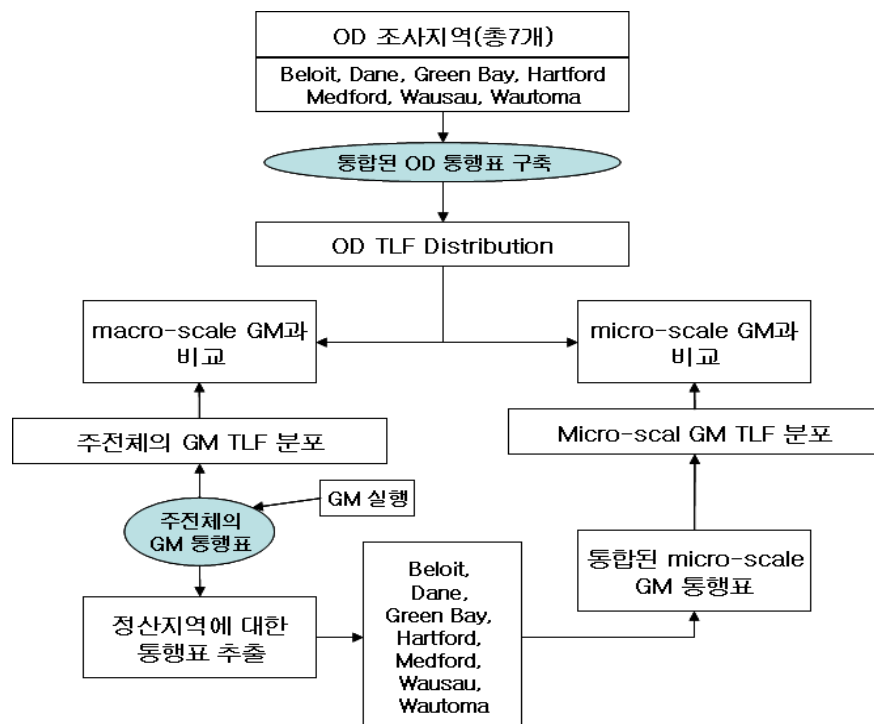 OD 조사지역(총7개)
Beloit, Dane, Green Bay, Hartford
Medford, Wausau, Wautoma
통합된 OD 통행표 구축
OD TLF Distribution
macro-scale GM과
비교
micro-scale GM과
비교
주전체의 GM TLF 분포
Micro-scal GM TLF 분포
GM 실행
주전체의
GM 통행표
정산지역에 대한
통행표 추출
Beloit,
Dane,
Green Bay,
Hartford,
Medford,
Wausau,
Wautoma
통합된 micro-scale
GM 통행표